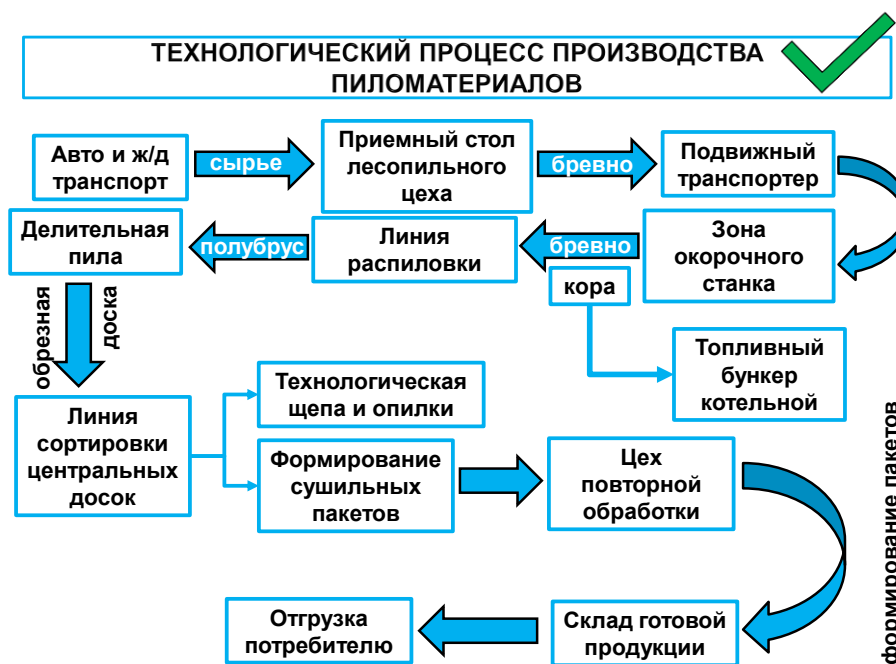 ТЕХНОЛОГИЧЕСКИЙ ПРОЦЕСС ПРОИЗВОДСТВА
ПИЛОМАТЕРИАЛОВ
Авто и ж/д
транспорт
сырье
Приемный стол
лесопильного
цеха
бревно
Подвижный
транспортер
Делительная
пила
полубрус
Линия
распиловки
бревно
Зона
окорочного
станка
кора
обрезная
доска
Топливный
бункер
котельной
Технологическая
щепа и опилки
Линия
сортировки
центральных
досок
Формирование
сушильных
пакетов
Цех
повторной
обработки
формирование пакетов
Отгрузка
потребителю
Склад готовой
продукции